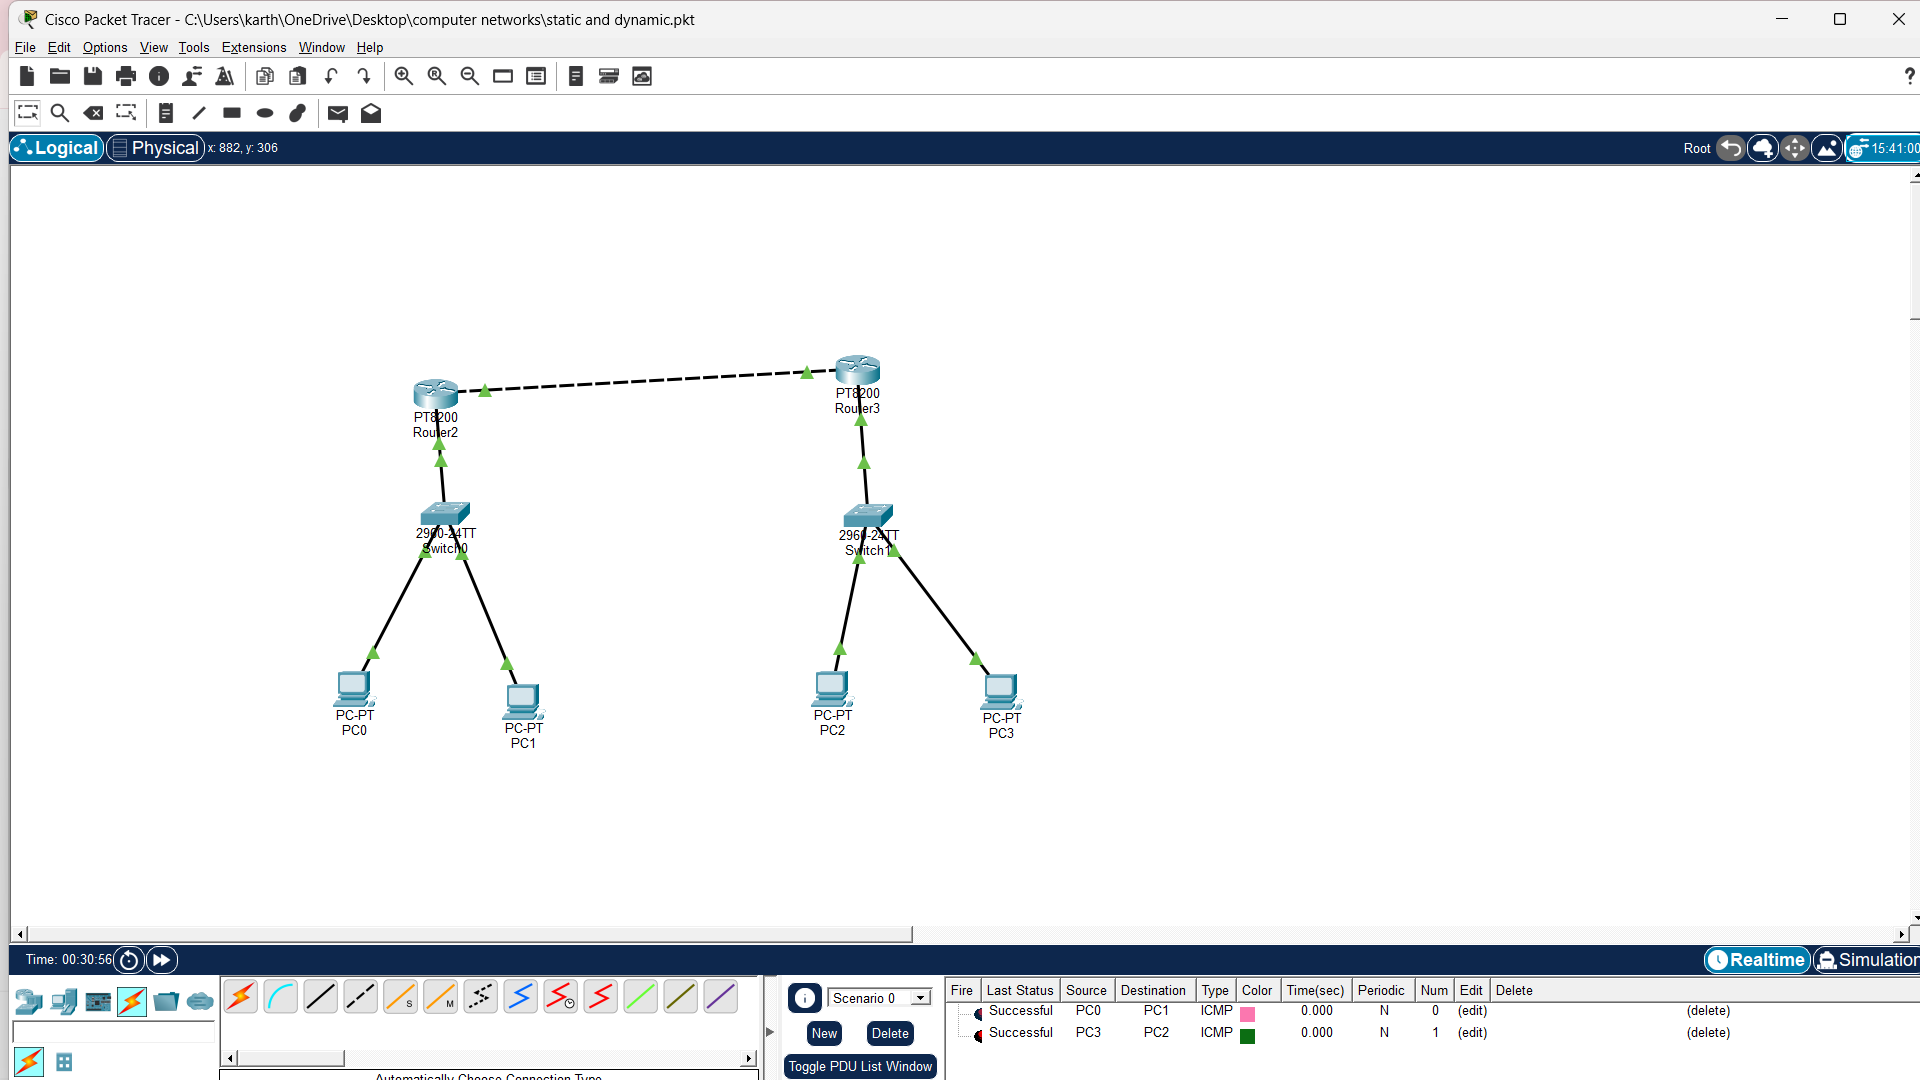 Cisco Packet Tracer - C:\Users\karth\OneDrive\Desktop\computer networks\static and dynamic.pkt
File Edit Options View Tools Extensions Window Help
?
Logical Physical x: 882, y: 306 Root 15:41:00
PT8200
Router3
PT8200
Router2
2960-24TT
Switch0
2960-24TT
Switch1
PC-PT
PC0
PC-PT
PC1
PC-PT
PC2
PC-PT
PC3
Time: 00:30:56 Realtime Simulation
S M
Scenario 0
New Delete
Toggle PDU List Window
Fire Last Status Source Destination Type Color Time(sec) Periodic Num Edit Delete
Successful PC0 PC1 ICMP 0.000 N 0 (edit) (delete)
Successful PC3 PC2 ICMP 0.000 N 1 (edit) (delete)
Automatically Choose Connection Type